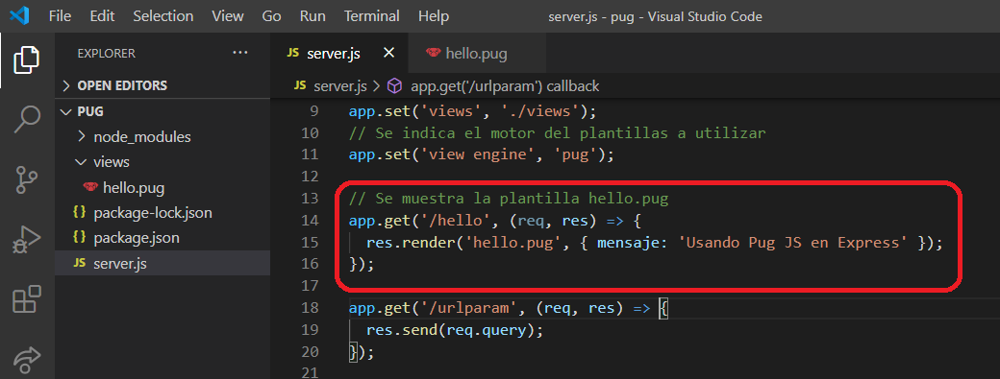 File Edit Selection View Go Run Terminal Help server.js - pug - Visual Studio Code
EXPLORER ···
JS server.js × hello.pug
OPEN EDITORS
JS server.js > app.get('/urlparam') callback
PUG
node_modules
views
hello.pug
{} package-lock.json
{} package.json
JS server.js
9 app.set('views', './views');
10 // Se indica el motor del plantillas a utilizar
11 app.set('view engine', 'pug');
12
13 // Se muestra la plantilla hello.pug
14 app.get('/hello', (req, res) => {
15 res.render('hello.pug', { mensaje: 'Usando Pug JS en Express' });
16 });
17
18 app.get('/urlparam', (req, res) => {
19 res.send(req.query);
20 });
21